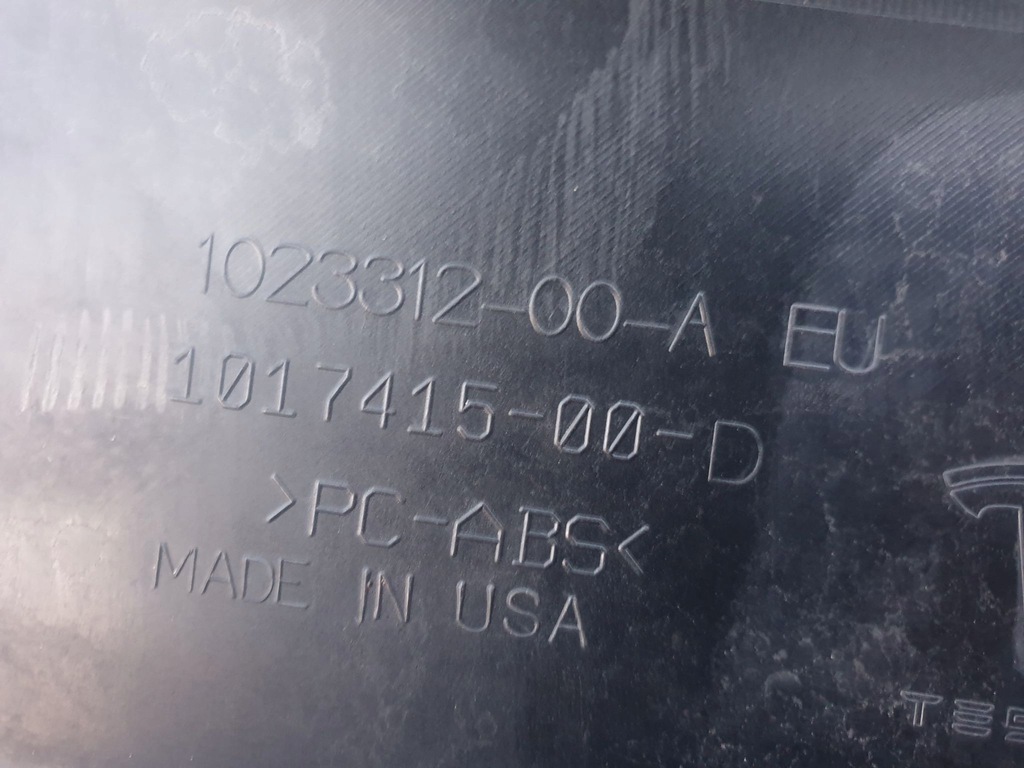 1023312-00-A EU
1017415-00-D
>PC-ABS<
MADE IN USA